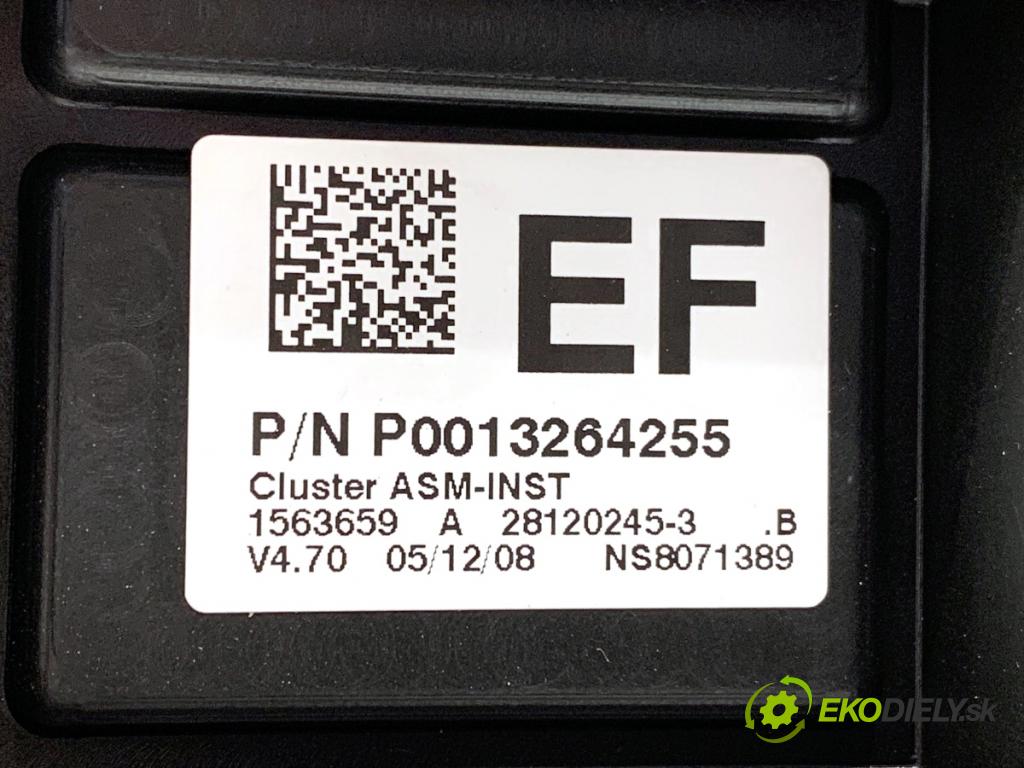 EF
P/N P0013264255
Cluster ASM-INST
1563659 A 28120245-3 .B
V4.70 05/12/08 NS8071389
EKODIELY.sk